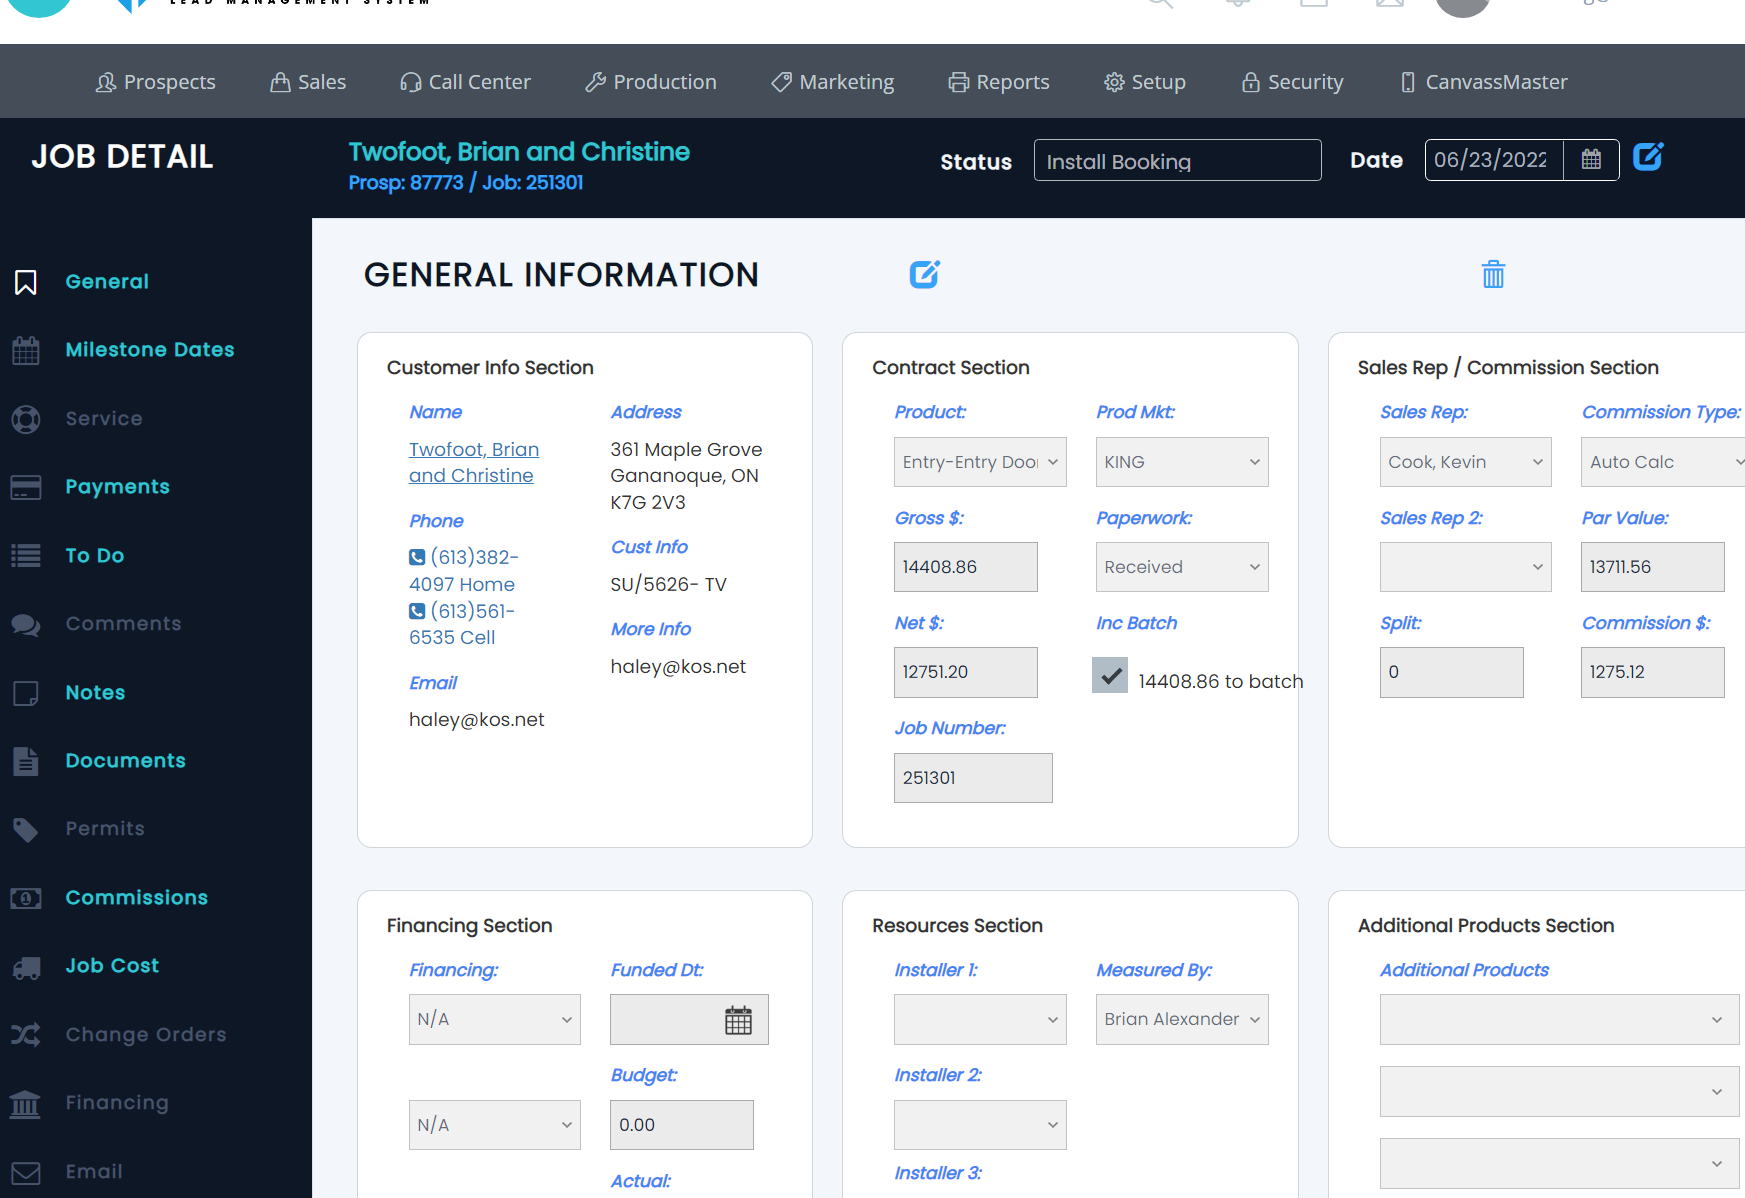 LEAD MANAGEMENT SYSTEM
Prospects
Sales
Call Center
Production
Marketing
Reports
Setup
Security
CanvassMaster
JOB DETAIL
Twofoot, Brian and Christine
Prosp: 87773 / Job: 251301
Status
Install Booking
Date
06/23/2022
General
Milestone Dates
Service
Payments
To Do
Comments
Notes
Documents
Permits
Commissions
Job Cost
Change Orders
Financing
Email
GENERAL INFORMATION
Customer Info Section
Name
Twofoot, Brian
and Christine
Phone
(613)382-
4097 Home
(613)561-
6535 Cell
Email
haley@kos.net
Address
361 Maple Grove
Gananoque, ON
K7G 2V3
Cust Info
SU/5626- TV
More Info
haley@kos.net
Contract Section
Product:
Entry-Entry Door
Prod Mkt:
KING
Gross $:
14408.86
Paperwork:
Received
Net $:
12751.20
Inc Batch
14408.86 to batch
Job Number:
251301
Sales Rep / Commission Section
Sales Rep:
Cook, Kevin
Commission Type:
Auto Calc
Sales Rep 2:
Par Value:
13711.56
Split:
0
Commission $:
1275.12
Financing Section
Financing:
N/A
Funded Dt:
N/A
Budget:
0.00
Actual:
Resources Section
Installer 1:
Measured By:
Brian Alexander
Installer 2:
Installer 3:
Additional Products Section
Additional Products